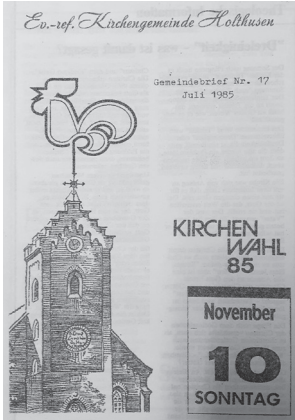 Ev.-ref. Kirchengemeinde Holthusen
Gemeindebrief Nr. 17
Juli 1985
KIRCHEN
WAHL
85
November
10
SONNTAG